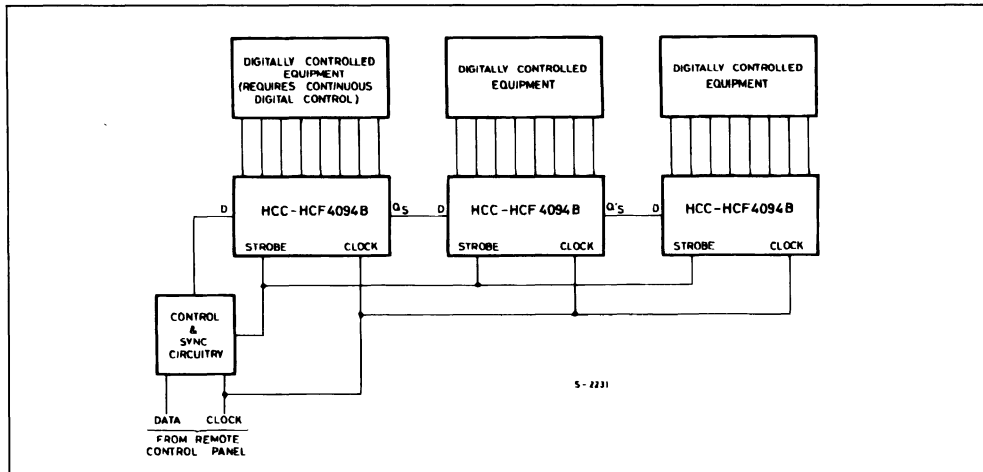 DIGITALLY CONTROLLED
EQUIPMENT
(REQUIRES CONTINUOUS
DIGITAL CONTROL)
DIGITALLY CONTROLLED
EQUIPMENT
DIGITALLY CONTROLLED
EQUIPMENT
D
HCC-HCF4094B
QS
STROBE CLOCK
D
HCC-HCF4094B
Q'S
STROBE CLOCK
D
HCC-HCF4094B
STROBE CLOCK
CONTROL
&
SYNC
CIRCUITRY
S-2231
DATA CLOCK
FROM REMOTE
CONTROL PANEL